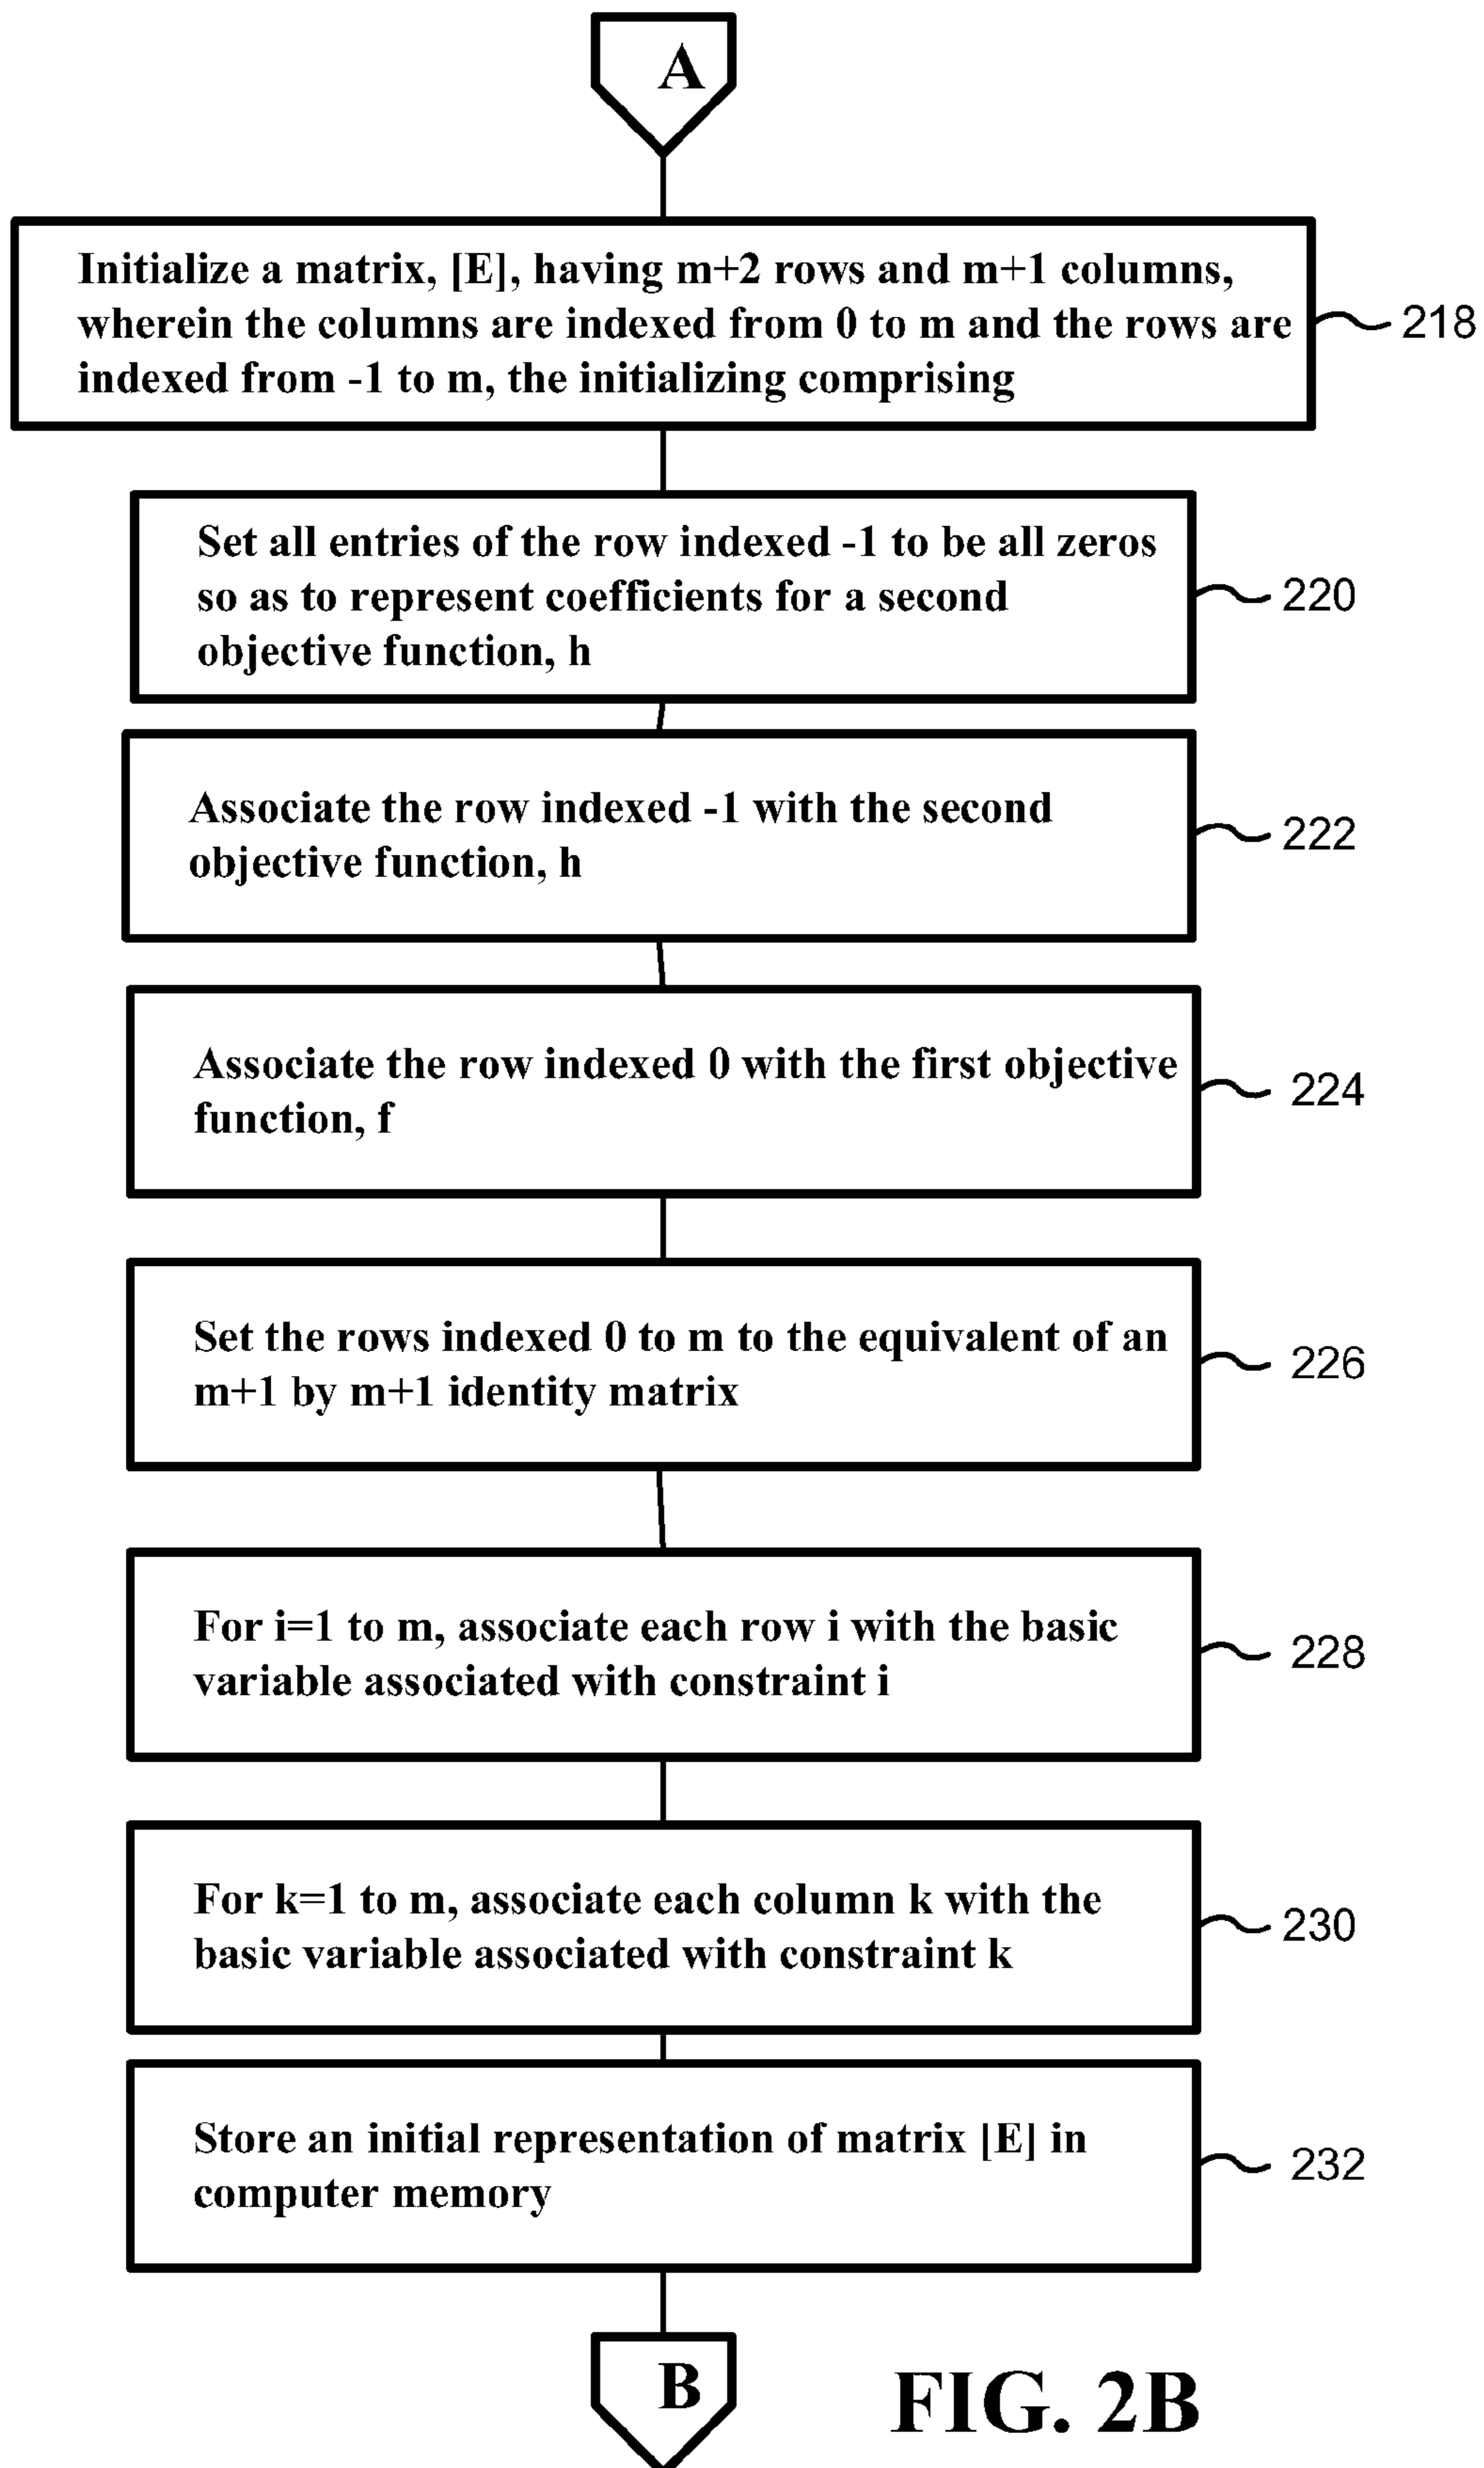 A
Initialize a matrix, [E], having m+2 rows and m+1 columns,
wherein the columns are indexed from 0 to m and the rows are
indexed from -1 to m, the initializing comprising
218
Set all entries of the row indexed -1 to be all zeros
so as to represent coefficients for a second
objective function, h
220
Associate the row indexed -1 with the second
objective function, h
222
Associate the row indexed 0 with the first objective
function, f
224
Set the rows indexed 0 to m to the equivalent of an
m+1 by m+1 identity matrix
226
For i=1 to m, associate each row i with the basic
variable associated with constraint i
228
For k=1 to m, associate each column k with the
basic variable associated with constraint k
230
Store an initial representation of matrix [E] in
computer memory
232
B
FIG. 2B